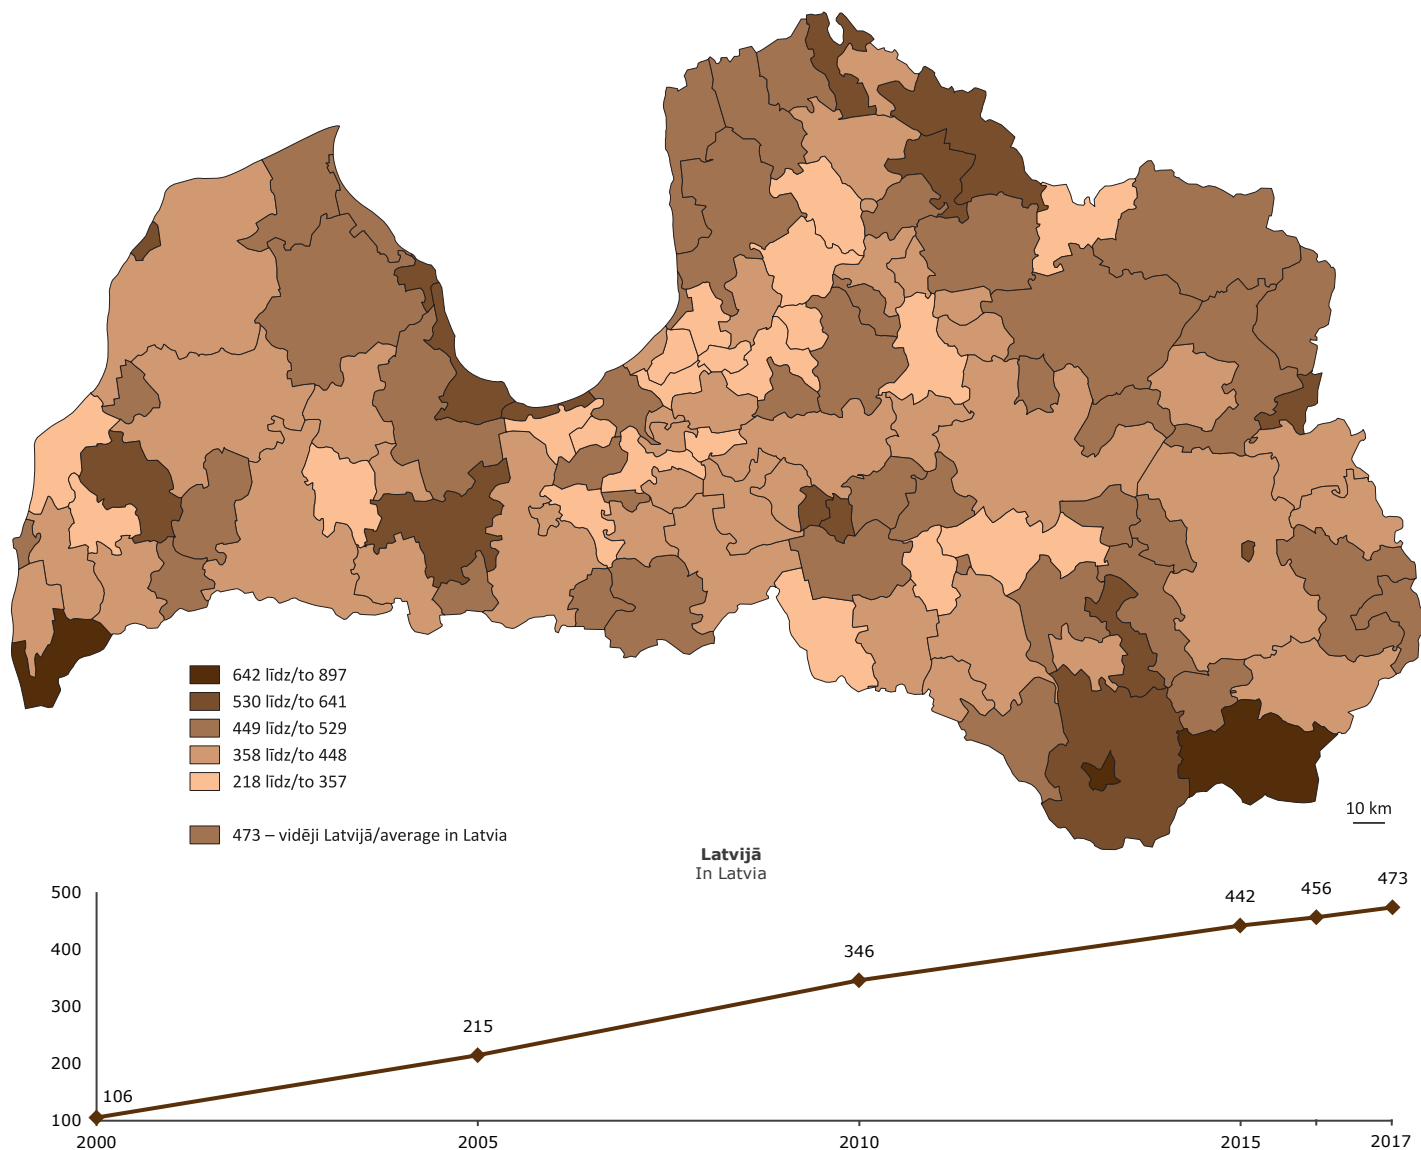 642 līdz/to 897
530 līdz/to 641
449 līdz/to 529
358 līdz/to 448
218 līdz/to 357
473 – vidēji Latvijā/average in Latvia
10 km
Latvijā
In Latvia
500
400
300
200
100
106
215
346
442
456
473
2000
2005
2010
2015
2017